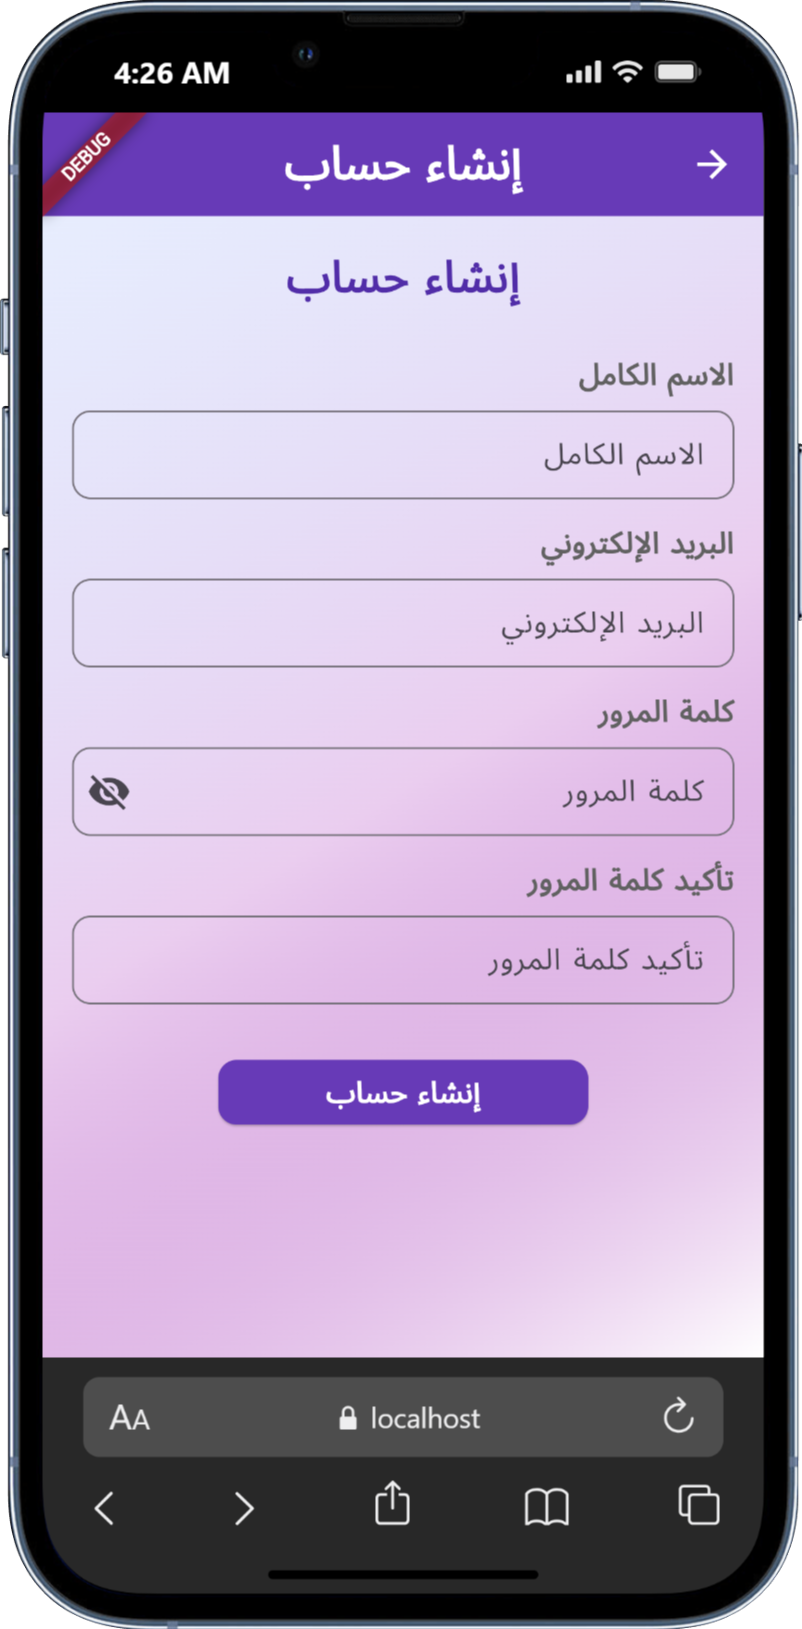 4:26 AM
DEBUG
إنشاء حساب
إنشاء حساب
الاسم الكامل
الاسم الكامل
البريد الإلكتروني
البريد الإلكتروني
كلمة المرور
كلمة المرور
تأكيد كلمة المرور
تأكيد كلمة المرور
إنشاء حساب
AA localhost